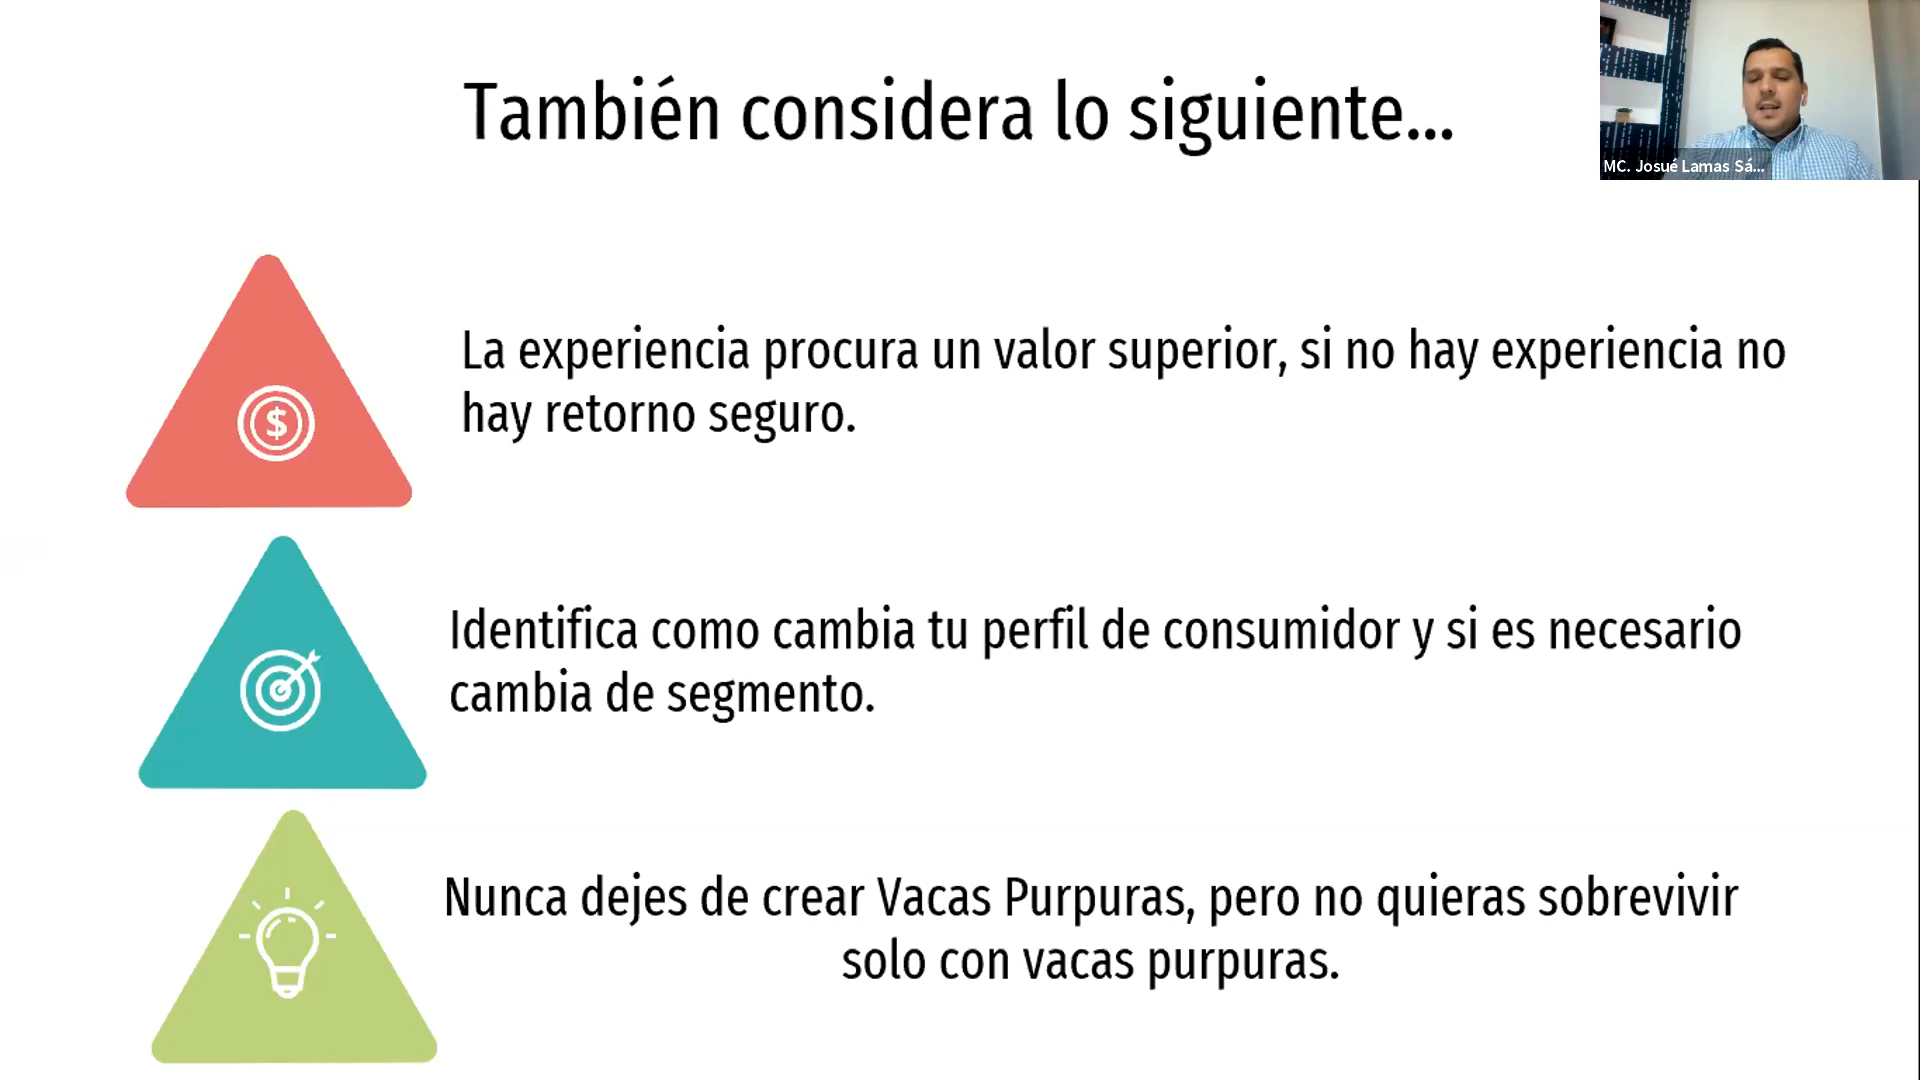 También considera lo siguiente...
MC. Josué Lamas Sá...
$
La experiencia procura un valor superior, si no hay experiencia no
hay retorno seguro.
Identifica como cambia tu perfil de consumidor y si es necesario
cambia de segmento.
Nunca dejes de crear Vacas Purpuras, pero no quieras sobrevivir
solo con vacas purpuras.